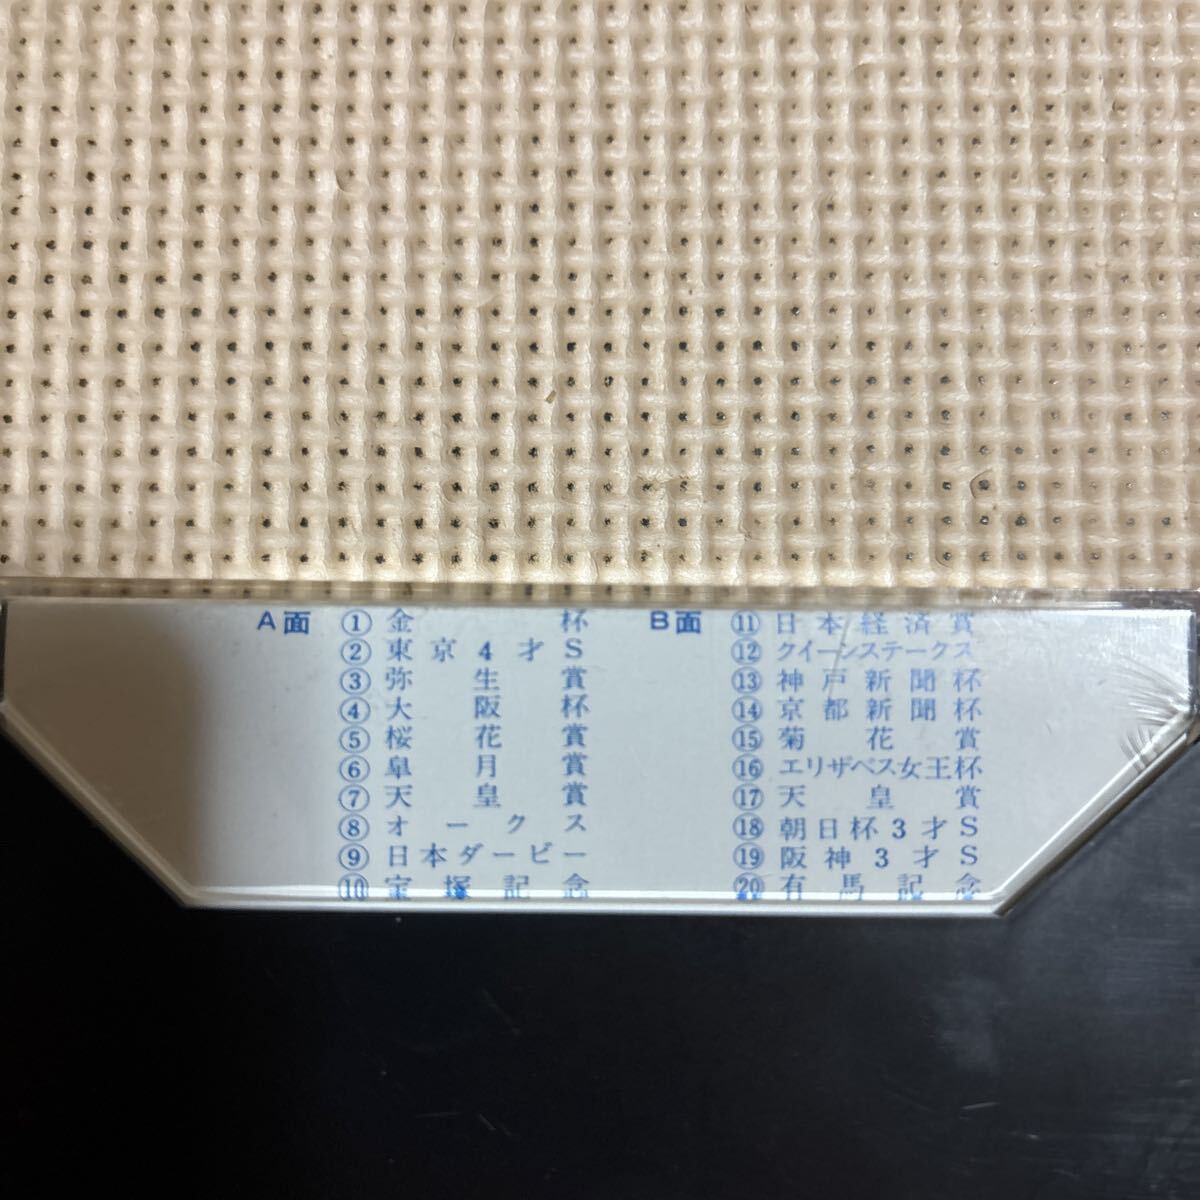 A面
① 金杯
② 東京4才S
③ 弥生賞
④ 大阪杯
⑤ 桜花賞
⑥ 皐月賞
⑦ 天皇賞
⑧ オークス
⑨ 日本ダービー
⑩ 宝塚記念
B面
⑪ 日本経済賞
⑫ クイーンステークス
⑬ 神戸新聞杯
⑭ 京都新聞杯
⑮ 菊花賞
⑯ エリザベス女王杯
⑰ 天皇賞
⑱ 朝日杯3才S
⑲ 阪神3才S
⑳ 有馬記念